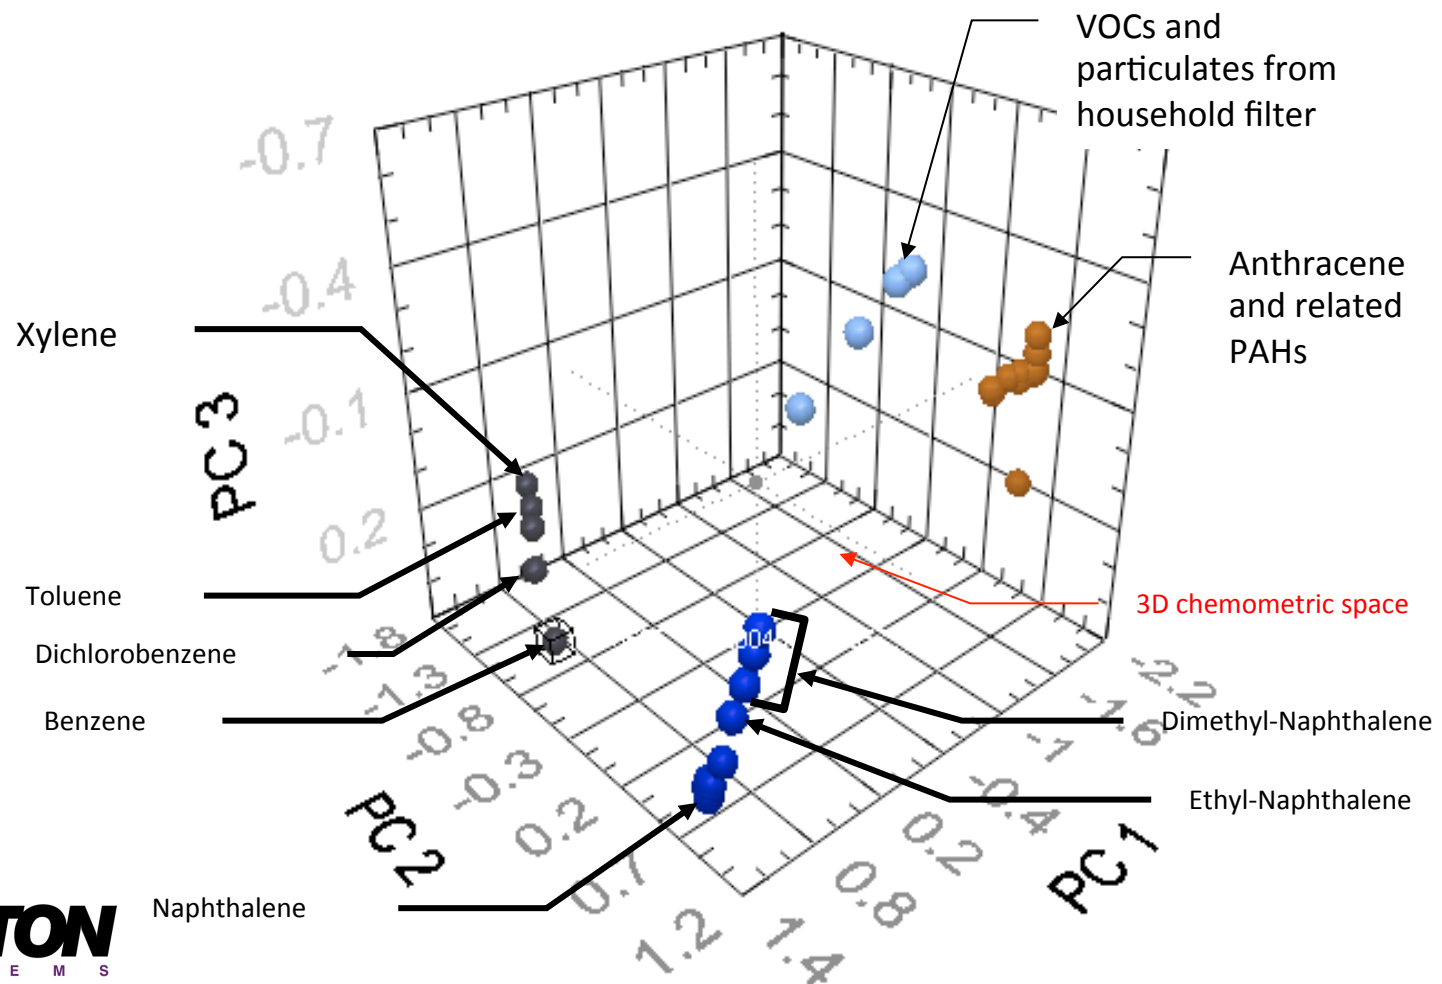 VOCs and
particulates from
household filter
-0.7
Anthracene
and related
PAHs
-0.4
Xylene
PC 3
-0.1
0.2
Toluene
3D chemometric space
Dichlorobenzene
-1.8
004
-2.2
-1.3
Benzene
-0.8
-1.6
Dimethyl-Naphthalene
-1
-0.3
Ethyl-Naphthalene
-0.4
PC 2
0.2
0.2
PC 1
0.7
0.8
Naphthalene
1.2
1.4
TON
E M S